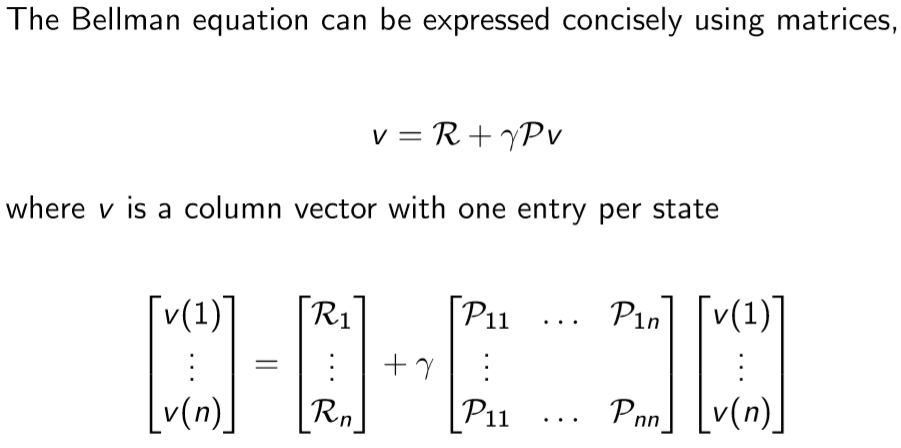 The Bellman equation can be expressed concisely using matrices,
v = R + γPv
where v is a column vector with one entry per state
[v(1) ⋮ v(n)] = [R₁ ⋮ Rₙ] + γ [P₁₁ … P₁ₙ ⋮ P₁₁ … Pₙₙ] [v(1) ⋮ v(n)]